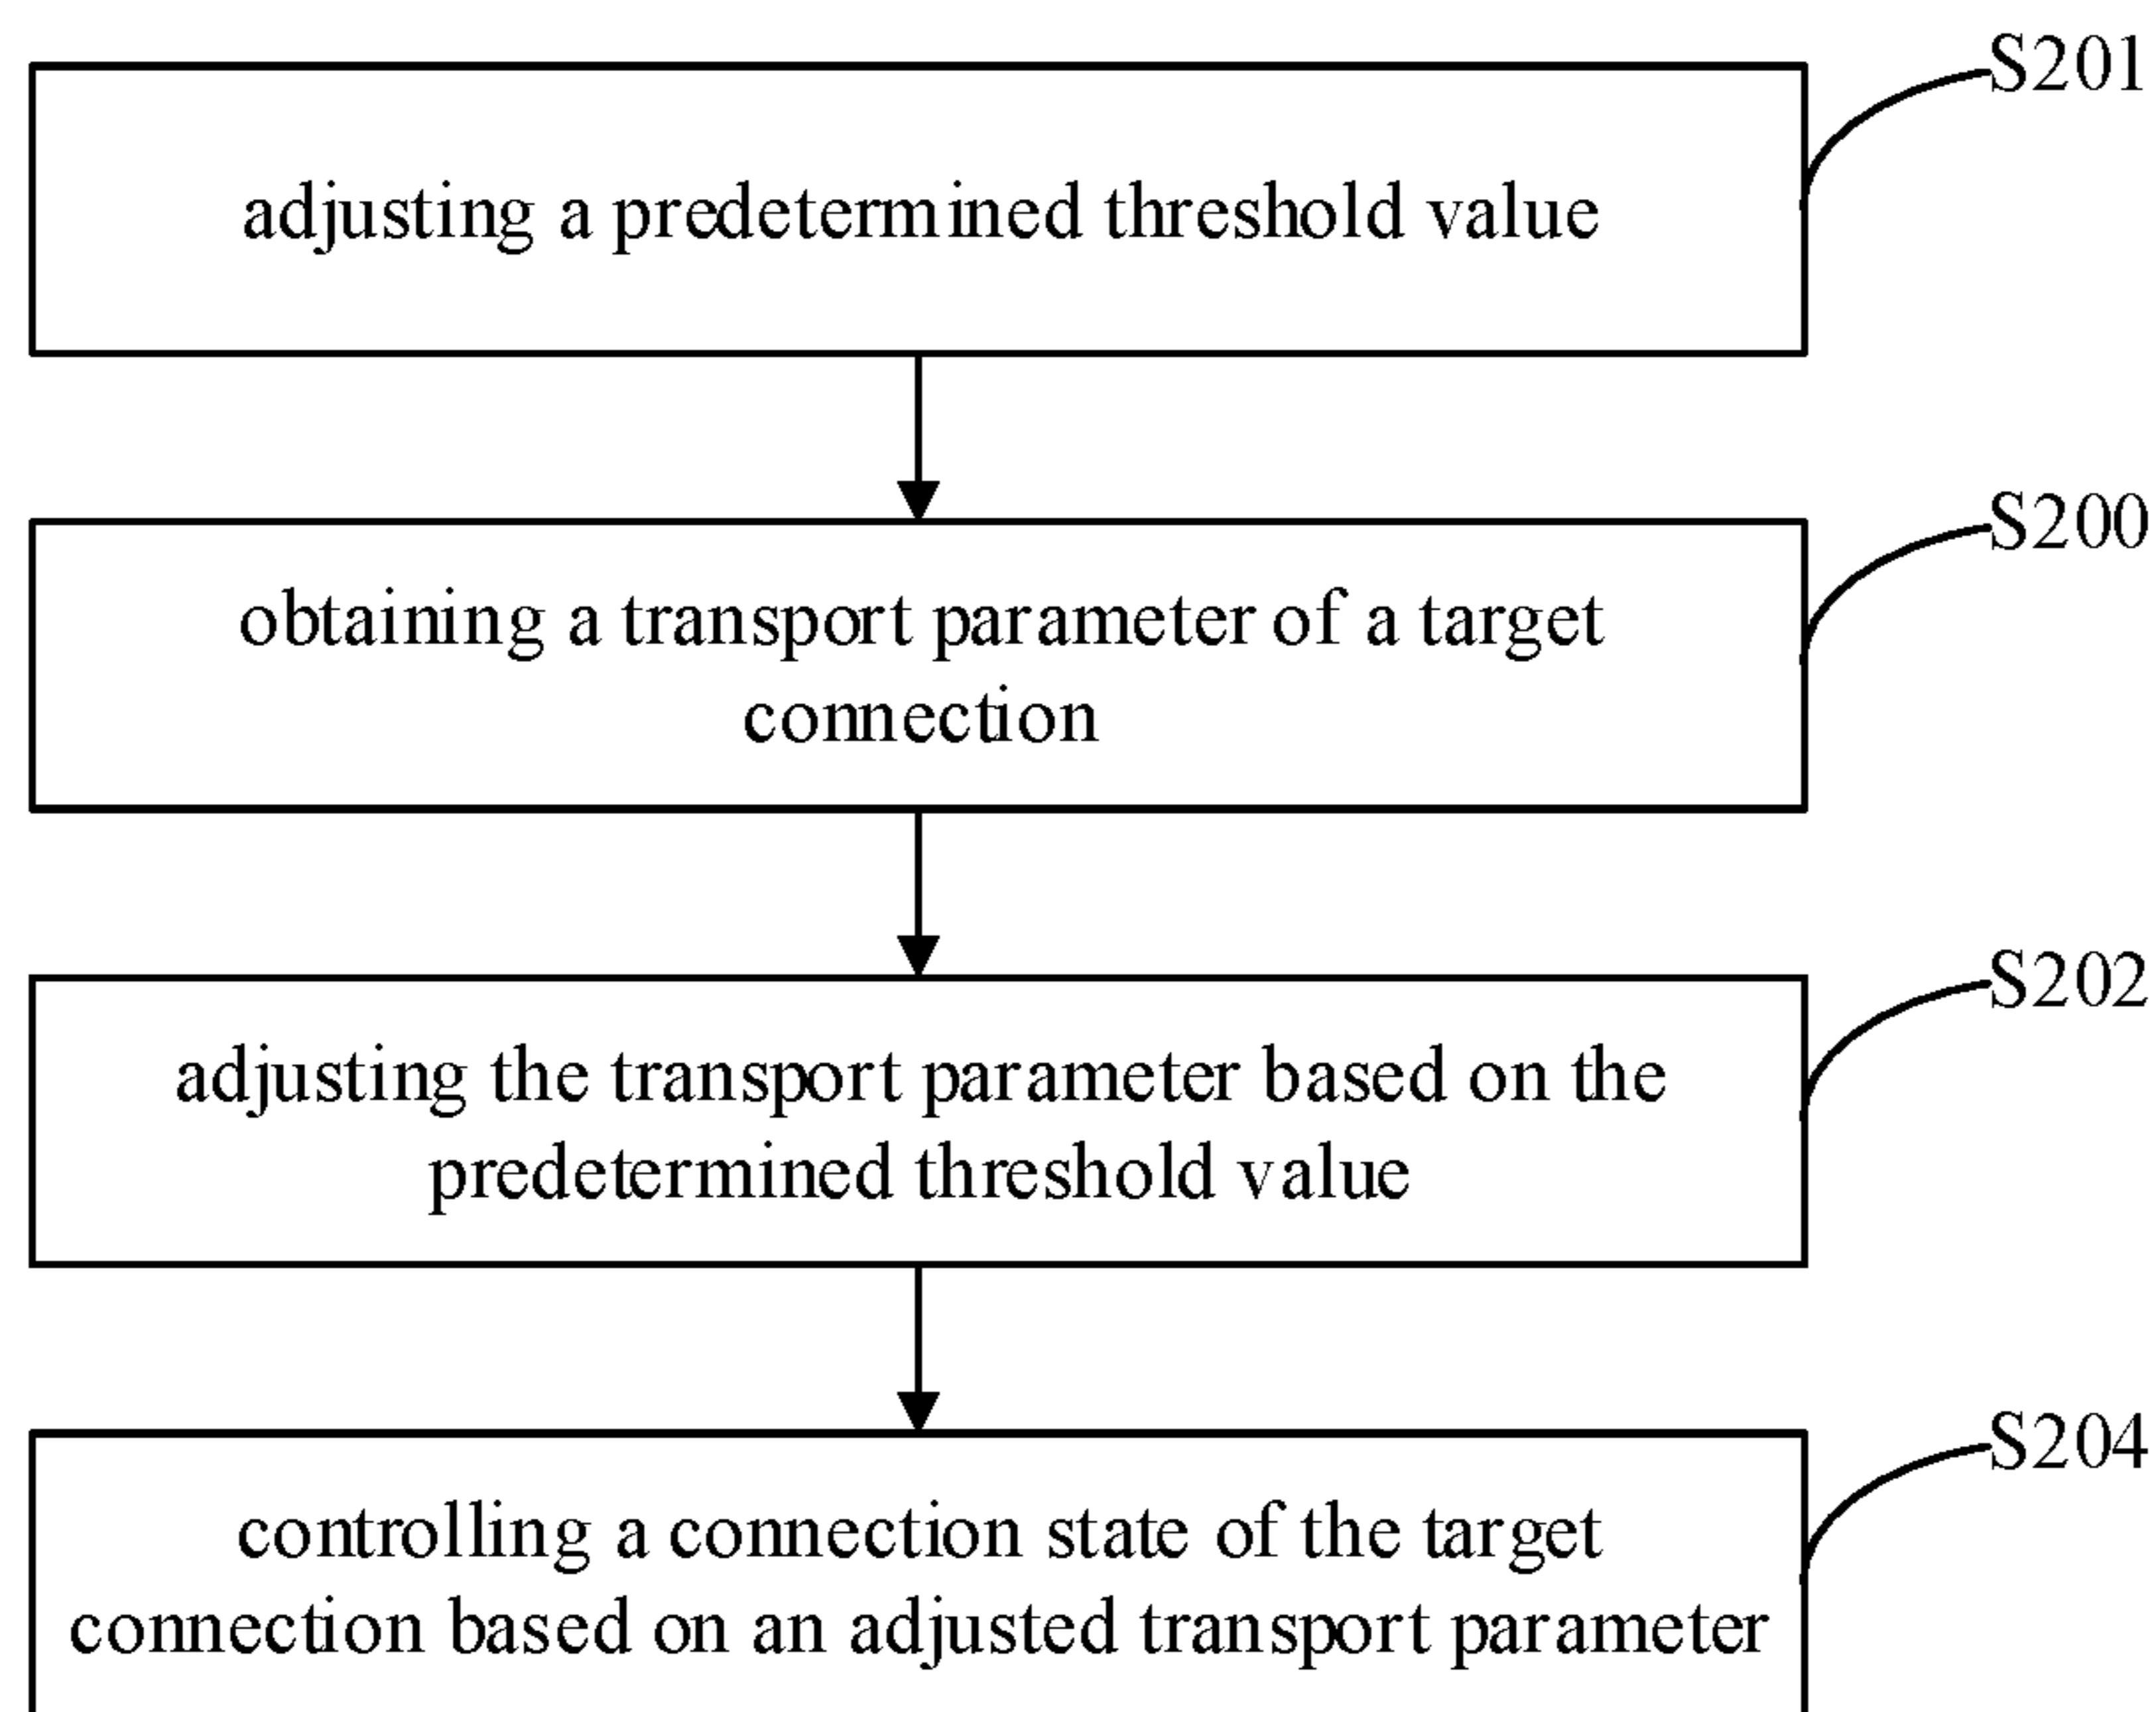 S201
adjusting a predetermined threshold value
S200
obtaining a transport parameter of a target
connection
S202
adjusting the transport parameter based on the
predetermined threshold value
S204
controlling a connection state of the target
connection based on an adjusted transport parameter